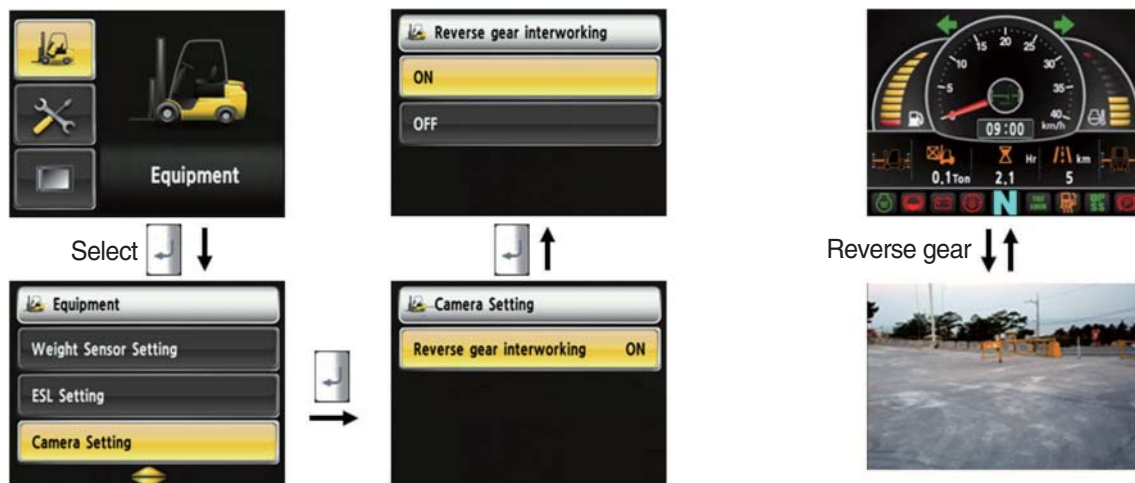 Equipment
Select
Equipment
Weight Sensor Setting
ESL Setting
Camera Setting
Reverse gear interworking
ON
OFF
Camera Setting
Reverse gear interworking ON
5 10 15 20 25 30 35 40
km/h
09:00
Hr km
0.1Ton 2.1 5
N
Reverse gear